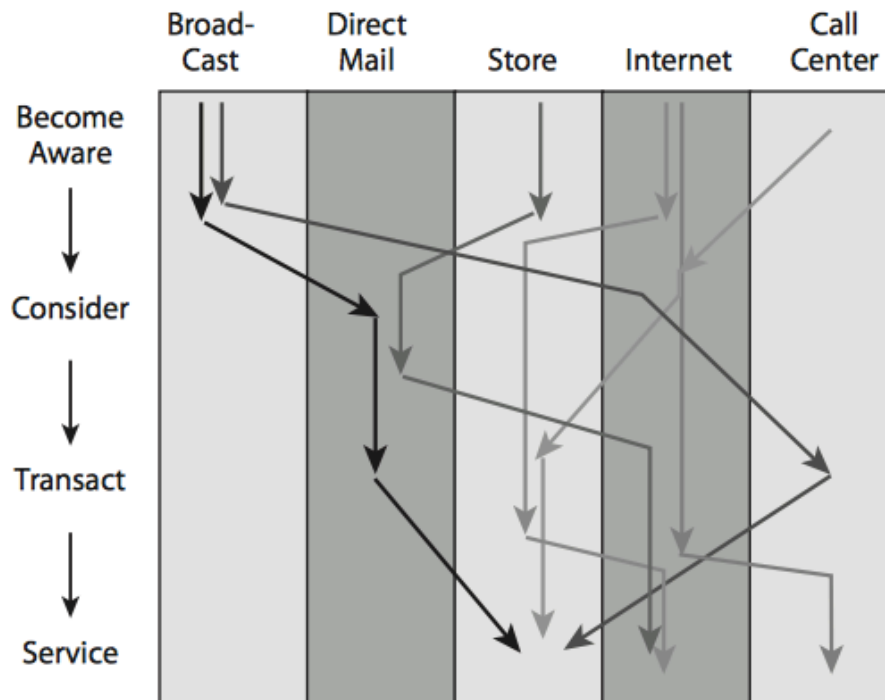 Broad-
Cast
Direct
Mail
Store
Internet
Call
Center
Become
Aware
Consider
Transact
Service